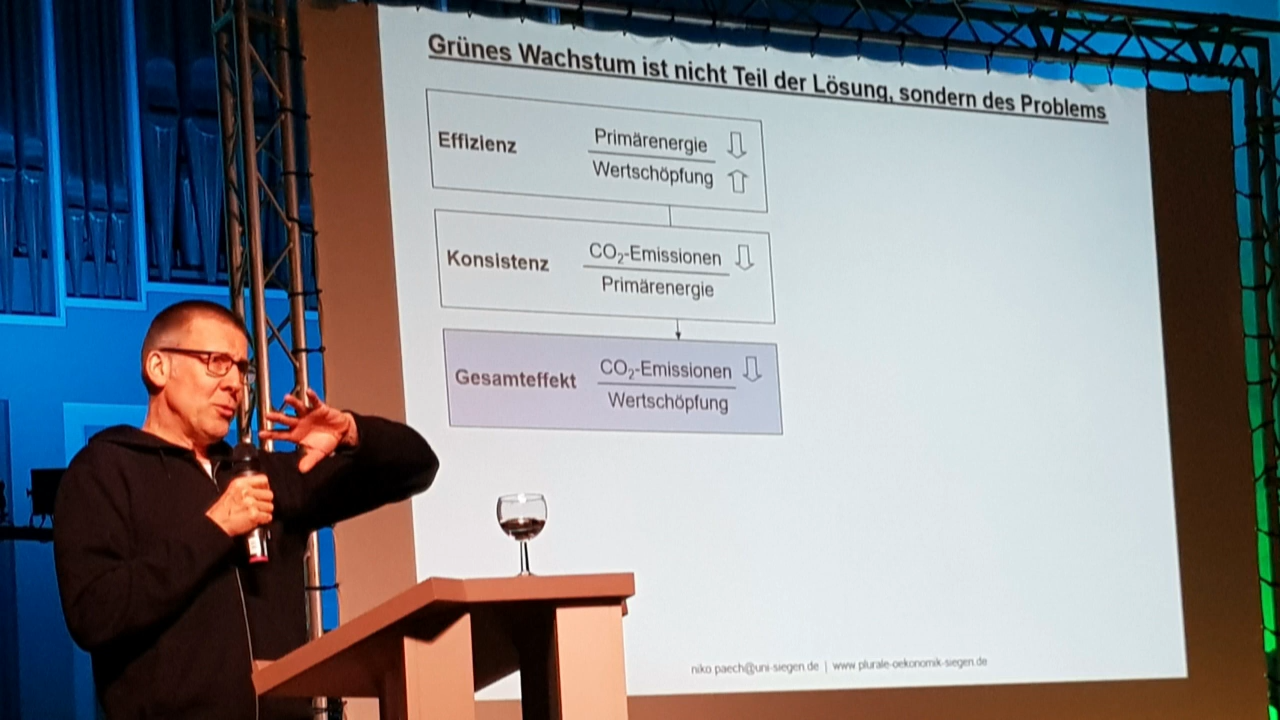 Grünes Wachstum ist nicht Teil der Lösung, sondern des Problems
Effizienz
Primärenergie
Wertschöpfung
Konsistenz
CO₂-Emissionen
Primärenergie
Gesamteffekt
CO₂-Emissionen
Wertschöpfung
niko.paech@uni-siegen.de | www.plurale-oekonomik-siegen.de